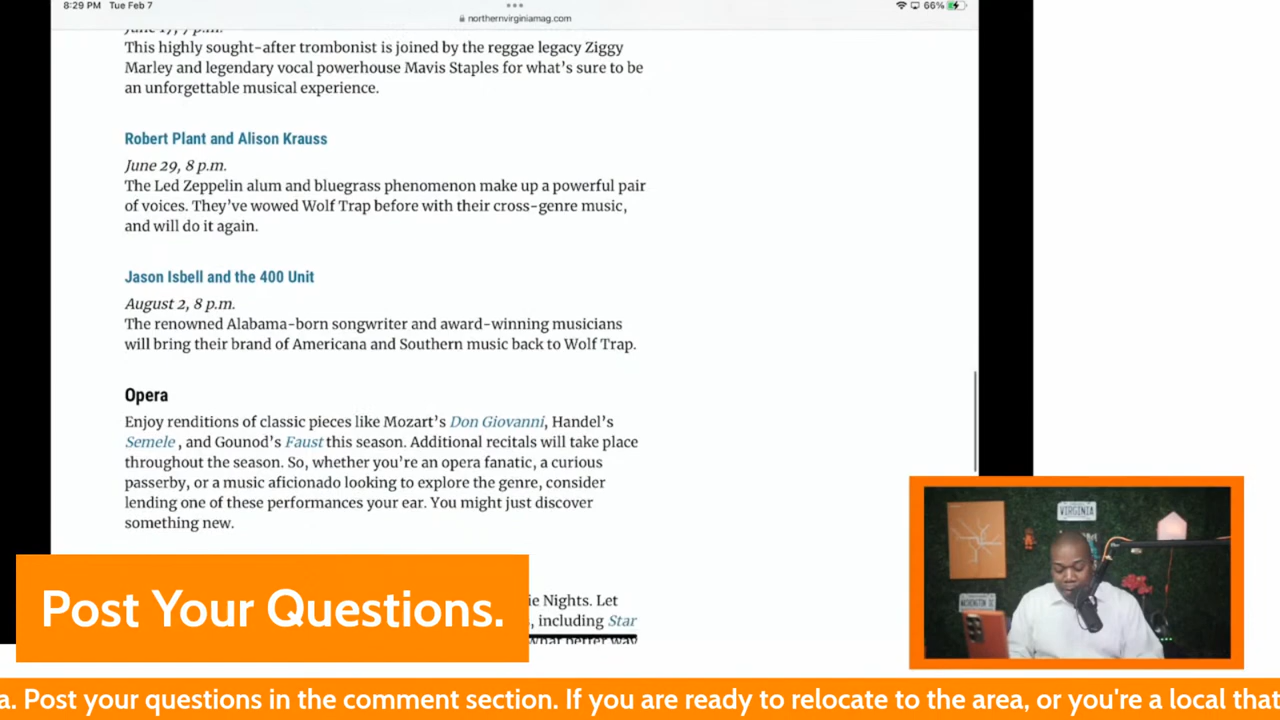 8:29 PM Tue Feb 7
northernvirginiamag.com
66%
June 17, 7 p.m.
This highly sought-after trombonist is joined by the reggae legacy Ziggy
Marley and legendary vocal powerhouse Mavis Staples for what's sure to be
an unforgettable musical experience.
Robert Plant and Alison Krauss
June 29, 8 p.m.
The Led Zeppelin alum and bluegrass phenomenon make up a powerful pair
of voices. They've wowed Wolf Trap before with their cross-genre music,
and will do it again.
Jason Isbell and the 400 Unit
August 2, 8 p.m.
The renowned Alabama-born songwriter and award-winning musicians
will bring their brand of Americana and Southern music back to Wolf Trap.
Opera
Enjoy renditions of classic pieces like Mozart's Don Giovanni, Handel's
Semele , and Gounod's Faust this season. Additional recitals will take place
throughout the season. So, whether you're an opera fanatic, a curious
passerby, or a music aficionado looking to explore the genre, consider
lending one of these performances your ear. You might just discover
something new.
ie Nights. Let
, including Star
what better way
Post Your Questions.
VIRGINIA
WASHINGTON DC
a. Post your questions in the comment section. If you are ready to relocate to the area, or you're a local that